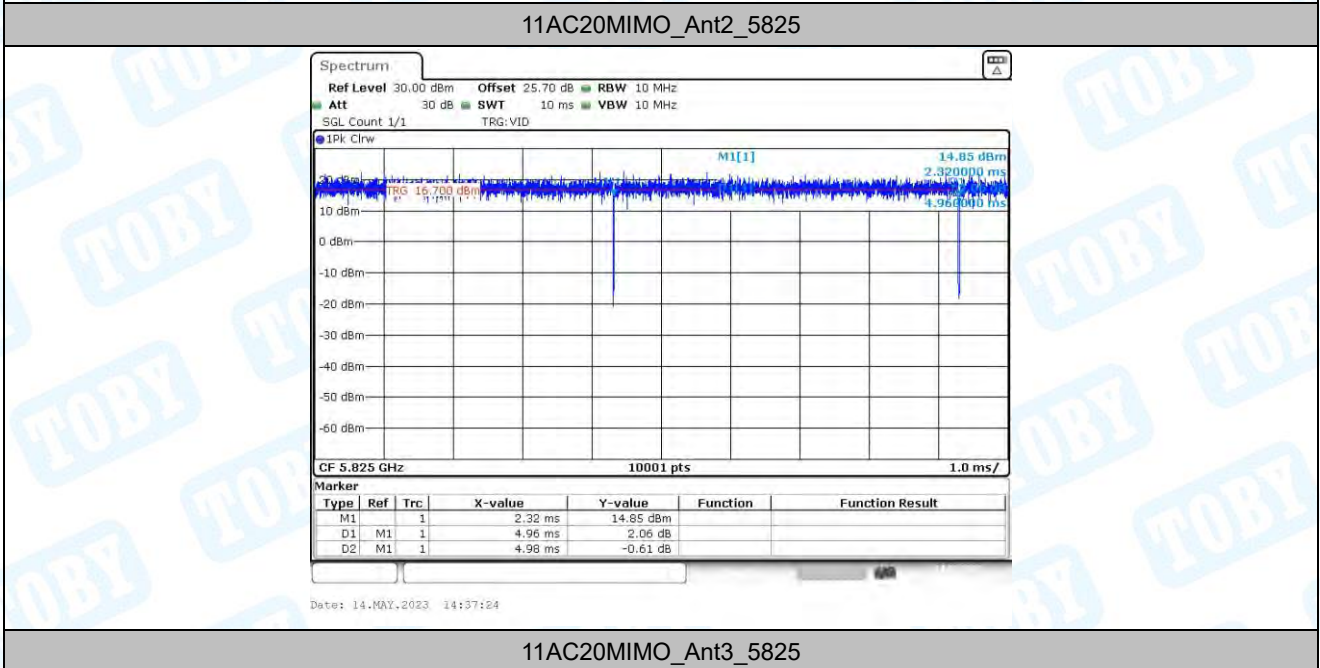 11AC20MIMO_Ant2_5825
Spectrum
Ref Level 30.00 dBm Offset 25.70 dB RBW 10 MHz
Att 30 dB SWT 10 ms VBW 10 MHz
SGL Count 1/1 TRG:VID
1Pk Clrw
M1[1] 14.85 dBm
2.320000 ms
20 dBm
TRG 16.700 dBm
4.960000 ms
10 dBm
0 dBm
-10 dBm
-20 dBm
-30 dBm
-40 dBm
-50 dBm
-60 dBm
CF 5.825 GHz 10001 pts 1.0 ms/
Marker
Type Ref Trc X-value Y-value Function Function Result
M1 1 2.32 ms 14.85 dBm
D1 M1 1 4.96 ms 2.06 dB
D2 M1 1 4.98 ms -0.61 dB
Date: 14.MAY.2023 14:37:24
11AC20MIMO_Ant3_5825
TOBY